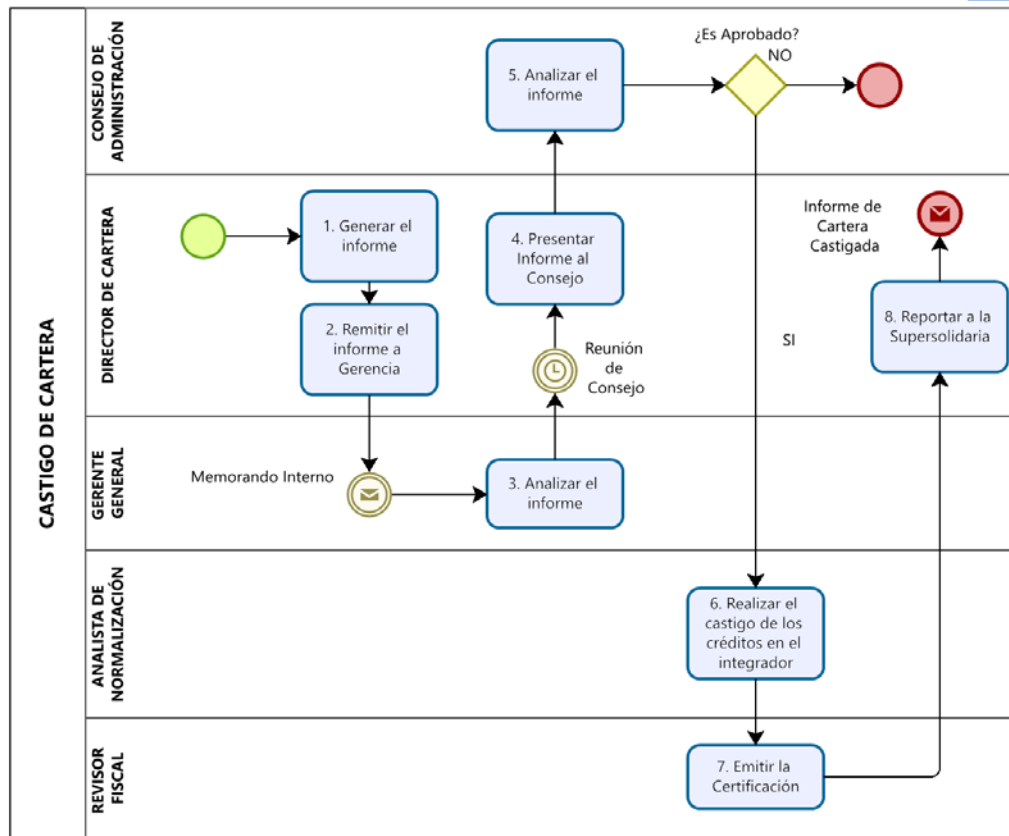 CASTIGO DE CARTERA
CONSEJO DE
ADMINISTRACIÓN
5. Analizar el
informe
¿Es Aprobado?
NO
DIRECTOR DE CARTERA
1. Generar el
informe
2. Remitir el
informe a
Gerencia
4. Presentar
Informe al
Consejo
Reunión
de
Consejo
SI
Informe de
Cartera
Castigada
8. Reportar a la
Supersolidaria
GERENTE
GENERAL
Memorando Interno
3. Analizar el
informe
ANALISTA DE
NORMALIZACIÓN
6. Realizar el
castigo de los
créditos en el
integrador
REVISOR
FISCAL
7. Emitir la
Certificación